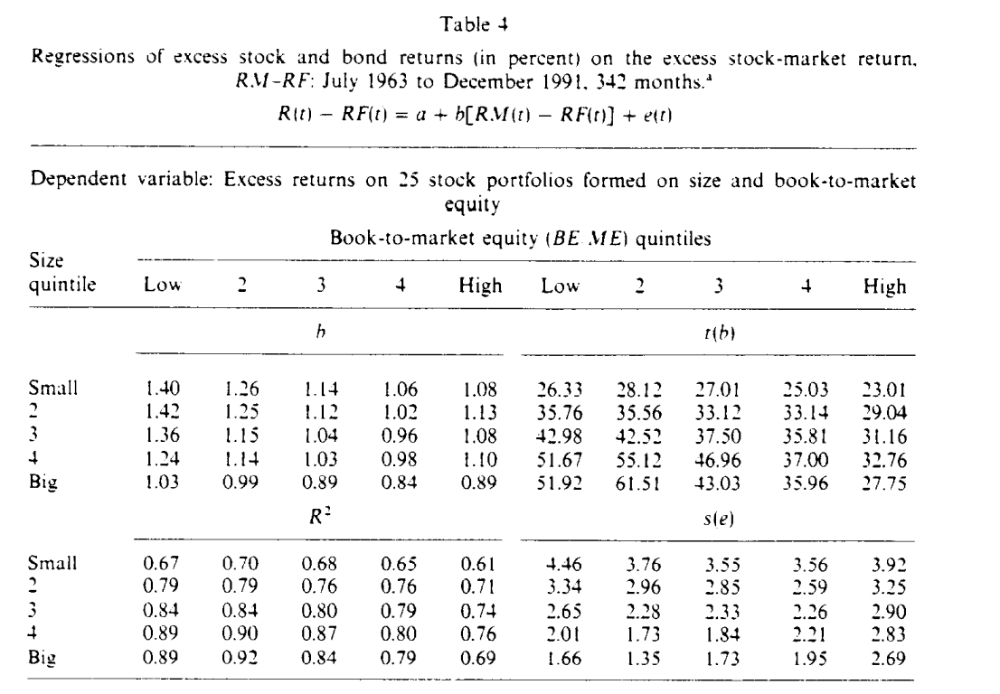 Table 4
Regressions of excess stock and bond returns (in percent) on the excess stock-market return,
RM–RF: July 1963 to December 1991, 342 months.ᵃ
R(t) − RF(t) = a + b[RM(t) − RF(t)] + e(t)
Dependent variable: Excess returns on 25 stock portfolios formed on size and book-to-market
equity
Book-to-market equity (BE ME) quintiles
Size
quintile Low 2 3 4 High Low 2 3 4 High
b t(b)
Small 1.40 1.26 1.14 1.06 1.08 26.33 28.12 27.01 25.03 23.01
2 1.42 1.25 1.12 1.02 1.13 35.76 35.56 33.12 33.14 29.04
3 1.36 1.15 1.04 0.96 1.08 42.98 42.52 37.50 35.81 31.16
4 1.24 1.14 1.03 0.98 1.10 51.67 55.12 46.96 37.00 32.76
Big 1.03 0.99 0.89 0.84 0.89 51.92 61.51 43.03 35.96 27.75
R² s(e)
Small 0.67 0.70 0.68 0.65 0.61 4.46 3.76 3.55 3.56 3.92
2 0.79 0.79 0.76 0.76 0.71 3.34 2.96 2.85 2.59 3.25
3 0.84 0.84 0.80 0.79 0.74 2.65 2.28 2.33 2.26 2.90
4 0.89 0.90 0.87 0.80 0.76 2.01 1.73 1.84 2.21 2.83
Big 0.89 0.92 0.84 0.79 0.69 1.66 1.35 1.73 1.95 2.69